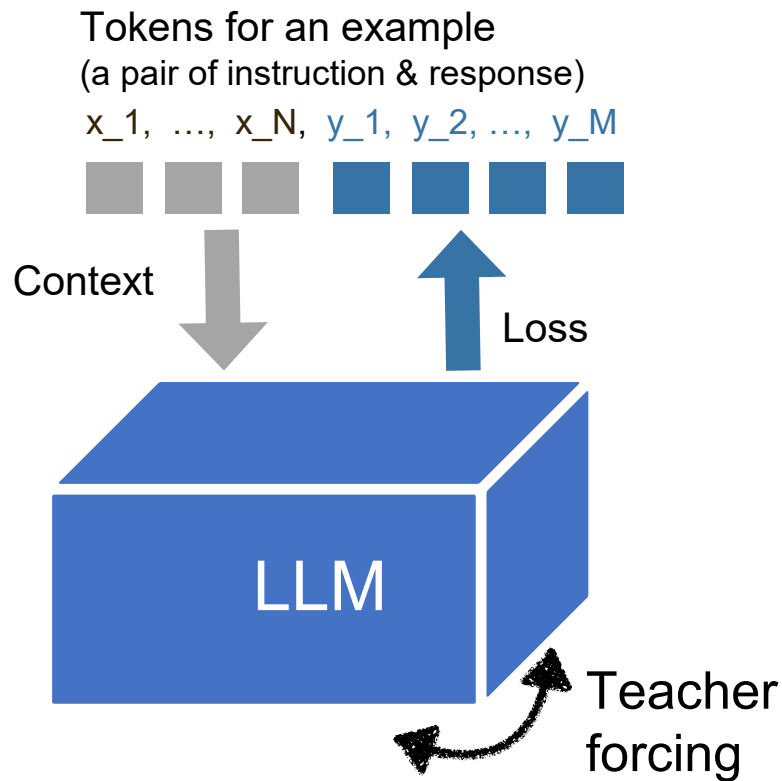 Tokens for an example
(a pair of instruction & response)
x_1, …, x_N, y_1, y_2, …, y_M
Context
Loss
LLM
Teacher
forcing